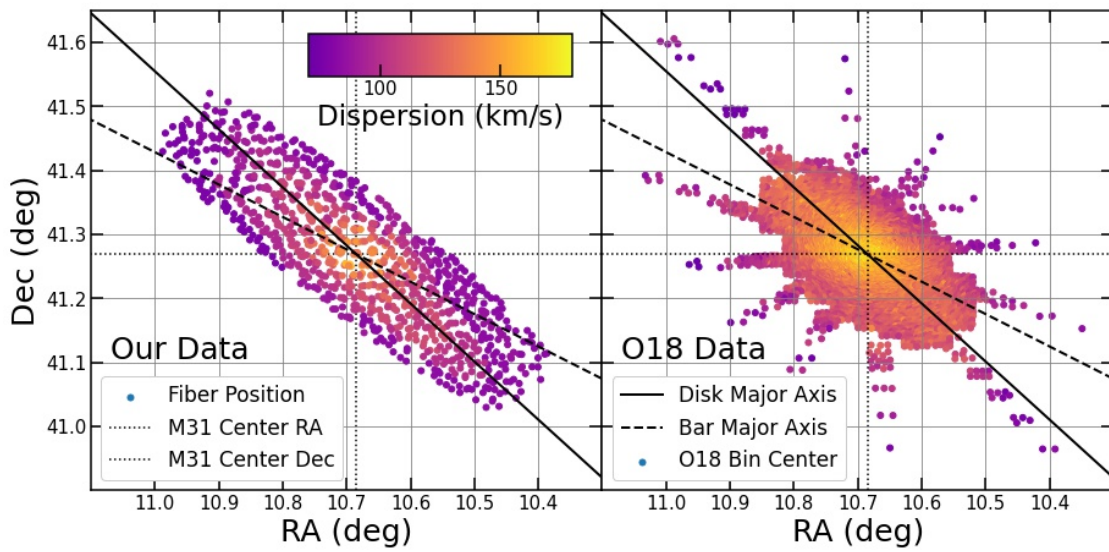 41.6
41.5
41.4
41.3
41.2
41.1
41.0
Dec (deg)
100 150
Dispersion (km/s)
Our Data
Fiber Position
M31 Center RA
M31 Center Dec
11.0 10.9 10.8 10.7 10.6 10.5 10.4
RA (deg)
O18 Data
Disk Major Axis
Bar Major Axis
O18 Bin Center
11.0 10.9 10.8 10.7 10.6 10.5 10.4
RA (deg)